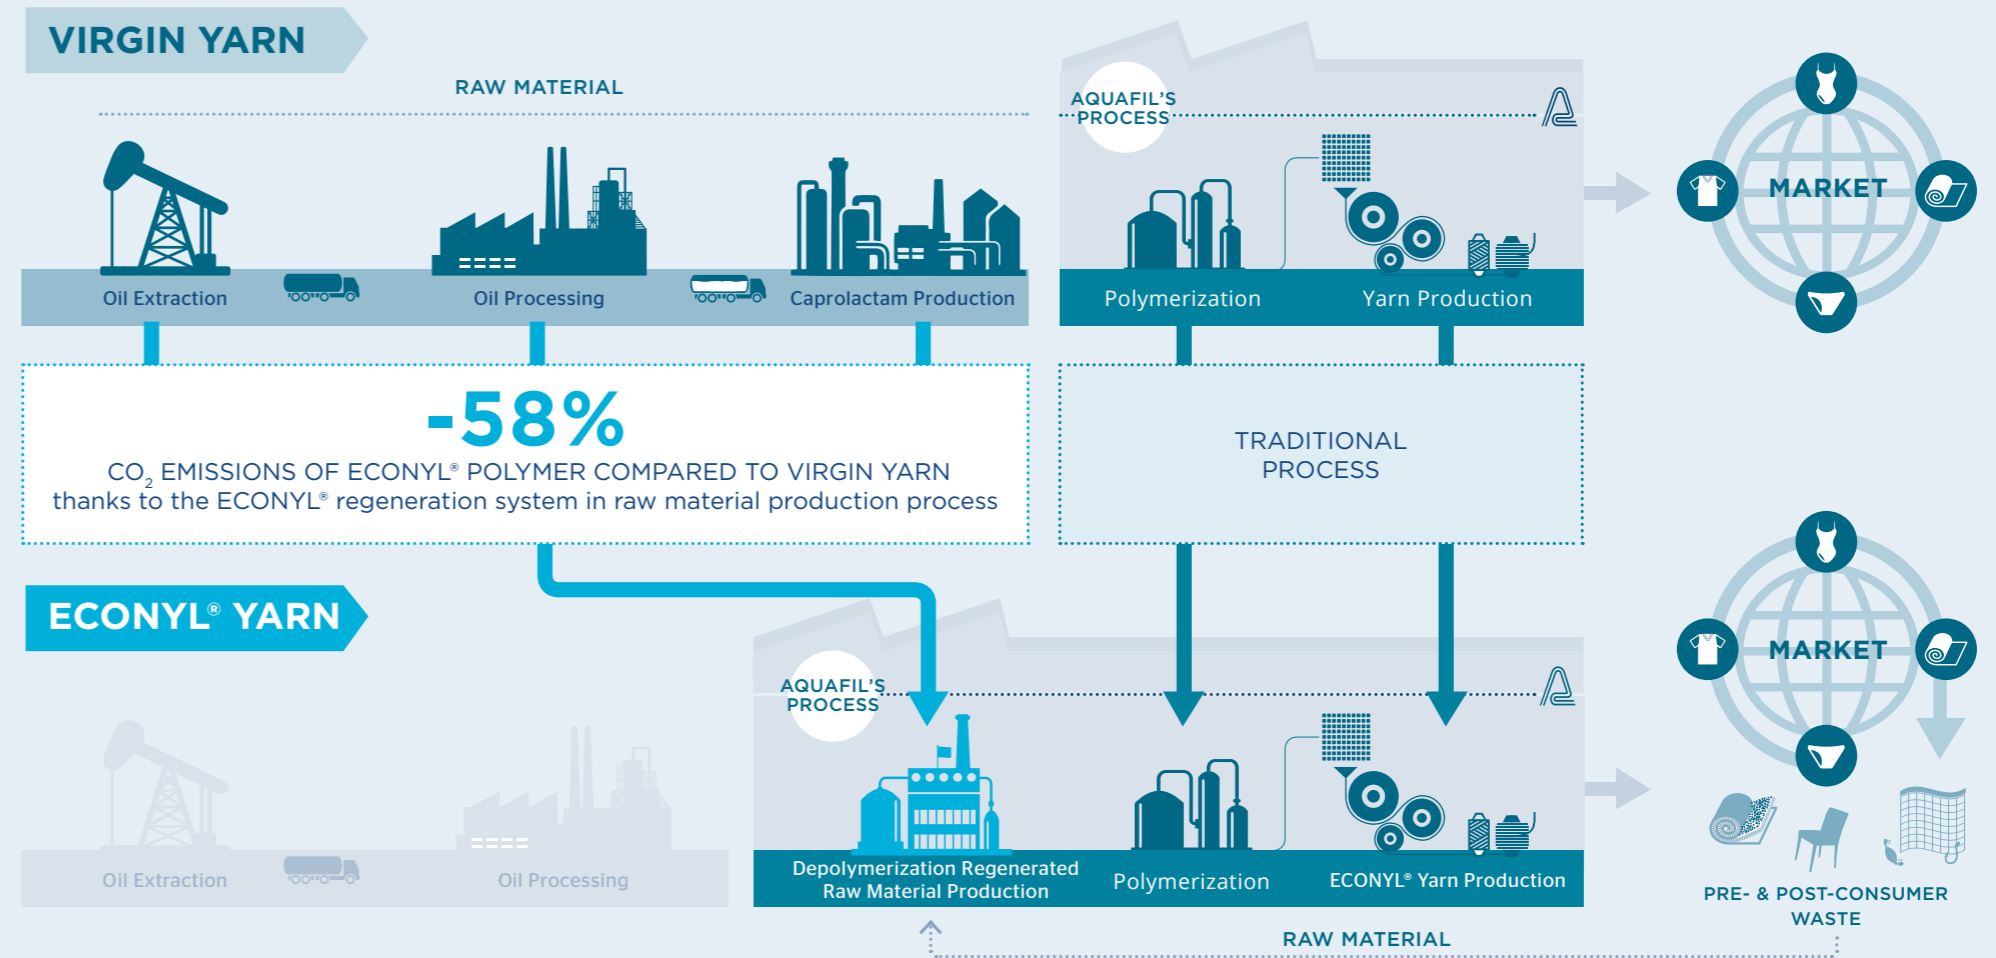 VIRGIN YARN
RAW MATERIAL
AQUAFIL'S
PROCESS
MARKET
Oil Extraction
Oil Processing
Caprolactam Production
Polymerization
Yarn Production
-58%
CO₂ EMISSIONS OF ECONYL® POLYMER COMPARED TO VIRGIN YARN
thanks to the ECONYL® regeneration system in raw material production process
TRADITIONAL
PROCESS
ECONYL® YARN
AQUAFIL'S
PROCESS
MARKET
Oil Extraction
Oil Processing
Depolymerization Regenerated
Raw Material Production
Polymerization
ECONYL® Yarn Production
PRE- & POST-CONSUMER
WASTE
RAW MATERIAL